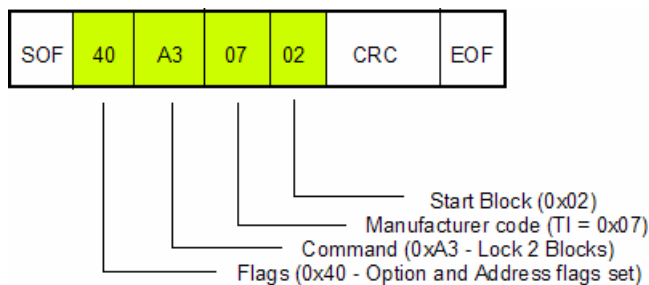 SOF 40 A3 07 02 CRC EOF
Start Block (0x02)
Manufacturer code (TI = 0x07)
Command (0xA3 - Lock 2 Blocks)
Flags (0x40 - Option and Address flags set)